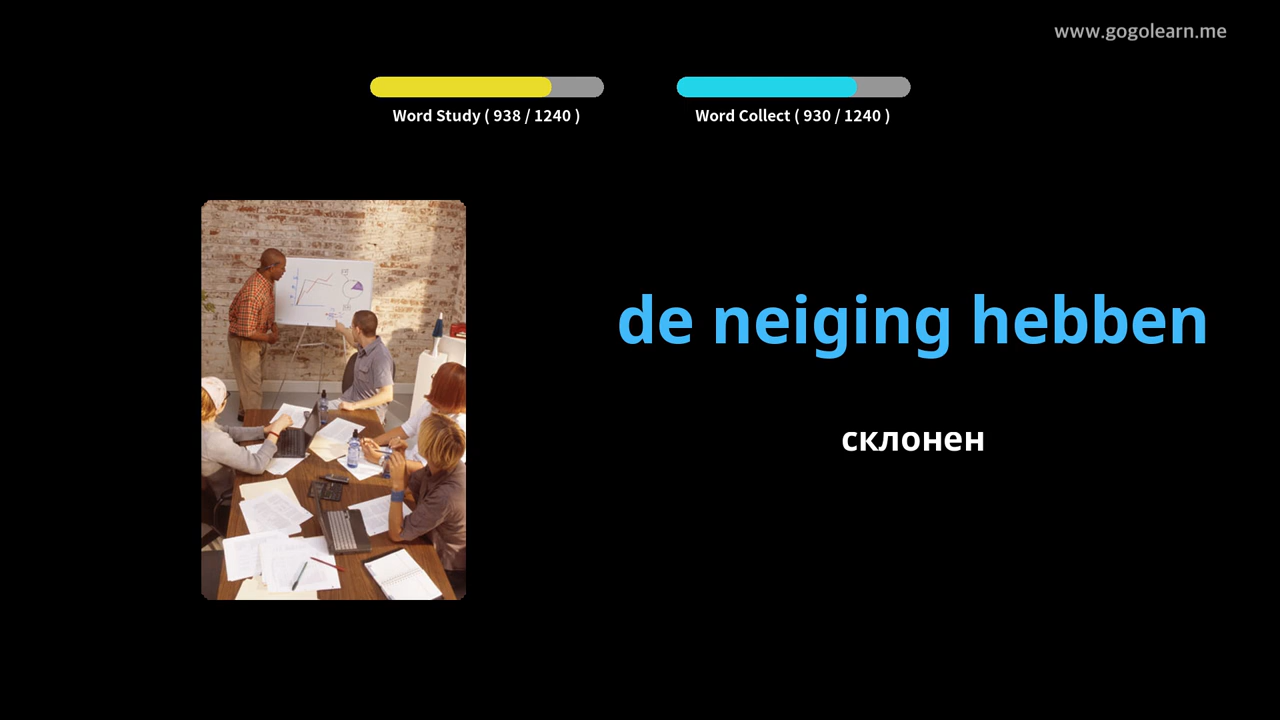 www.gogolearn.me
Word Study ( 938 / 1240 )
Word Collect ( 930 / 1240 )
de neiging hebben
склонен